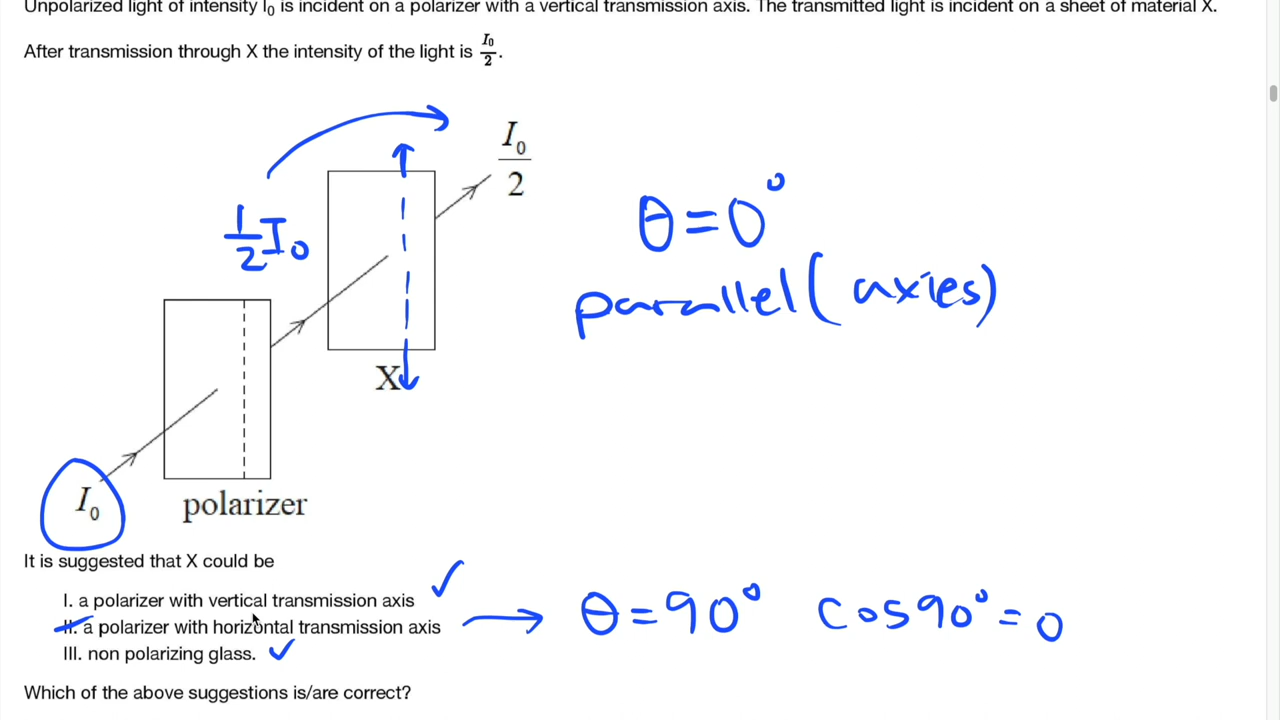 Unpolarized light of intensity I₀ is incident on a polarizer with a vertical transmission axis. The transmitted light is incident on a sheet of material X.
After transmission through X the intensity of the light is I₀/2.
I₀/2
θ = 0°
½ I₀
parallel (axies)
X
I₀
polarizer
It is suggested that X could be
I. a polarizer with vertical transmission axis
II. a polarizer with horizontal transmission axis
θ = 90° cos90° = 0
III. non polarizing glass.
Which of the above suggestions is/are correct?